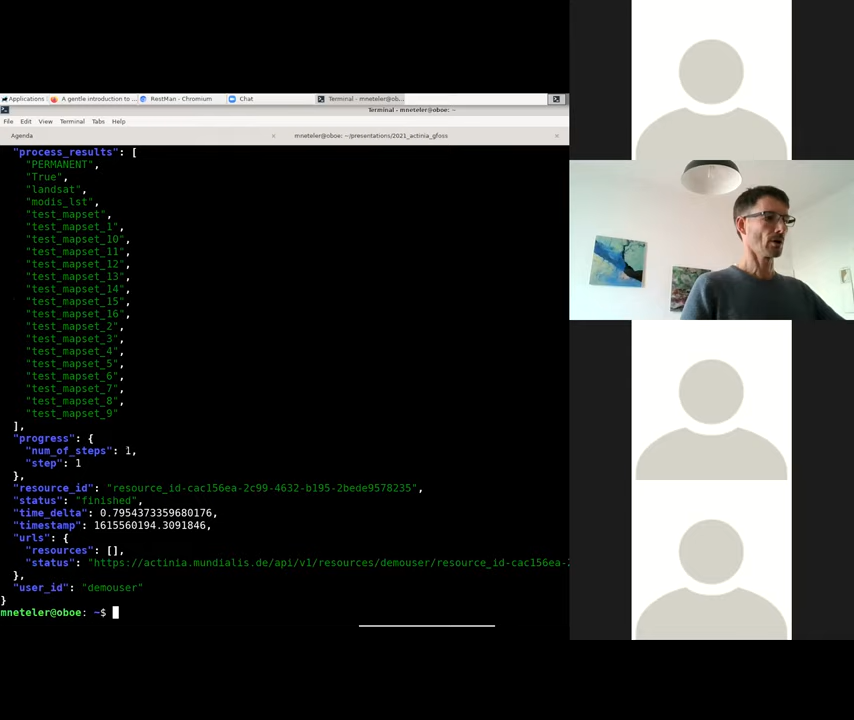 Applications
A gentle introduction to ...
RestMan - Chromium
Chat
Terminal - mneteler@ob...
Terminal - mneteler@oboe: ~
File Edit View Terminal Tabs Help
Agenda
mneteler@oboe: ~/presentations/2021_actinia_gfoss
"process_results": [
"PERMANENT",
"True",
"landsat",
"modis_lst",
"test_mapset",
"test_mapset_1",
"test_mapset_10",
"test_mapset_11",
"test_mapset_12",
"test_mapset_13",
"test_mapset_14",
"test_mapset_15",
"test_mapset_16",
"test_mapset_2",
"test_mapset_3",
"test_mapset_4",
"test_mapset_5",
"test_mapset_6",
"test_mapset_7",
"test_mapset_8",
"test_mapset_9"
],
"progress": {
"num_of_steps": 1,
"step": 1
},
"resource_id": "resource_id-cac156ea-2c99-4632-b195-2bede9578235",
"status": "finished",
"time_delta": 0.7954373359680176,
"timestamp": 1615560194.3091846,
"urls": {
"resources": [],
"status": "https://actinia.mundialis.de/api/v1/resources/demouser/resource_id-cac156ea-2
},
"user_id": "demouser"
}
mneteler@oboe: ~$